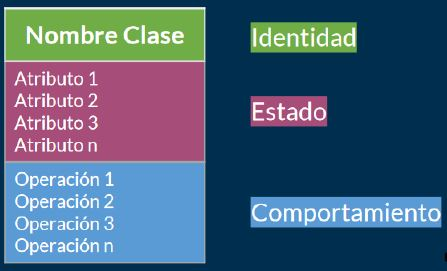 Nombre Clase
Atributo 1
Atributo 2
Atributo 3
Atributo n
Operación 1
Operación 2
Operación 3
Operación n
Identidad
Estado
Comportamiento